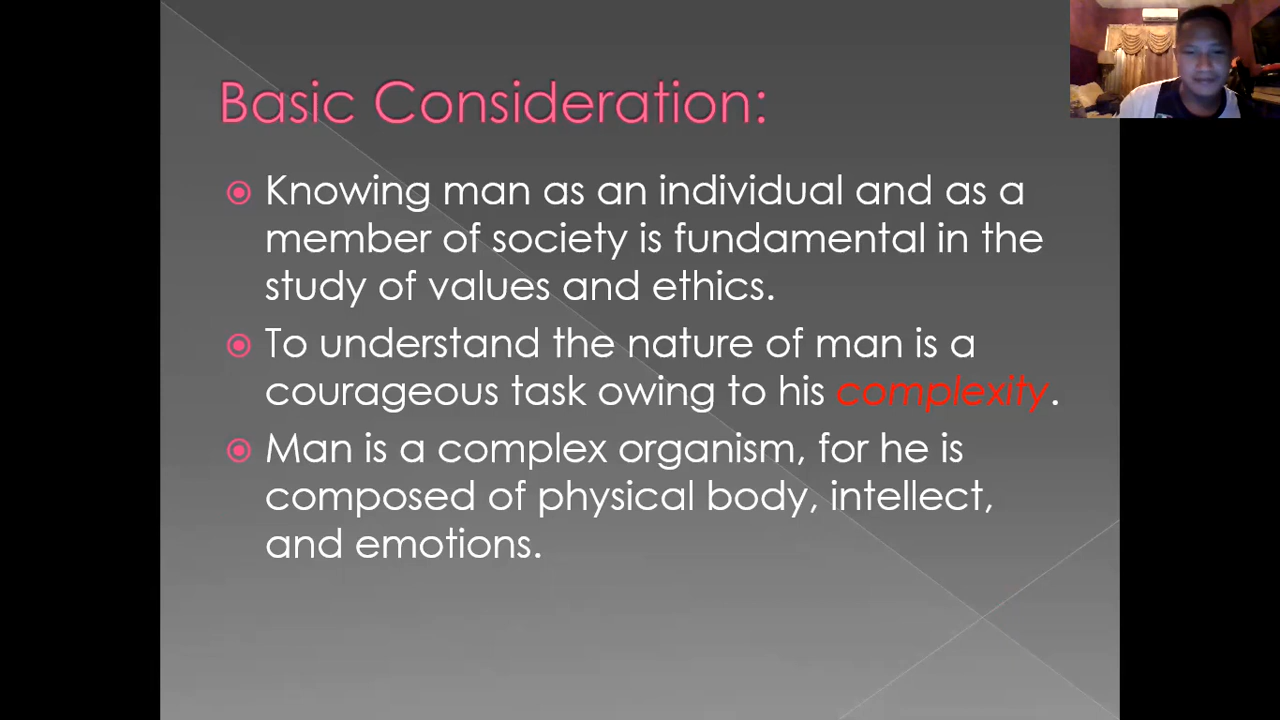 Basic Consideration:
Knowing man as an individual and as a
member of society is fundamental in the
study of values and ethics.
To understand the nature of man is a
courageous task owing to his complexity.
Man is a complex organism, for he is
composed of physical body, intellect,
and emotions.